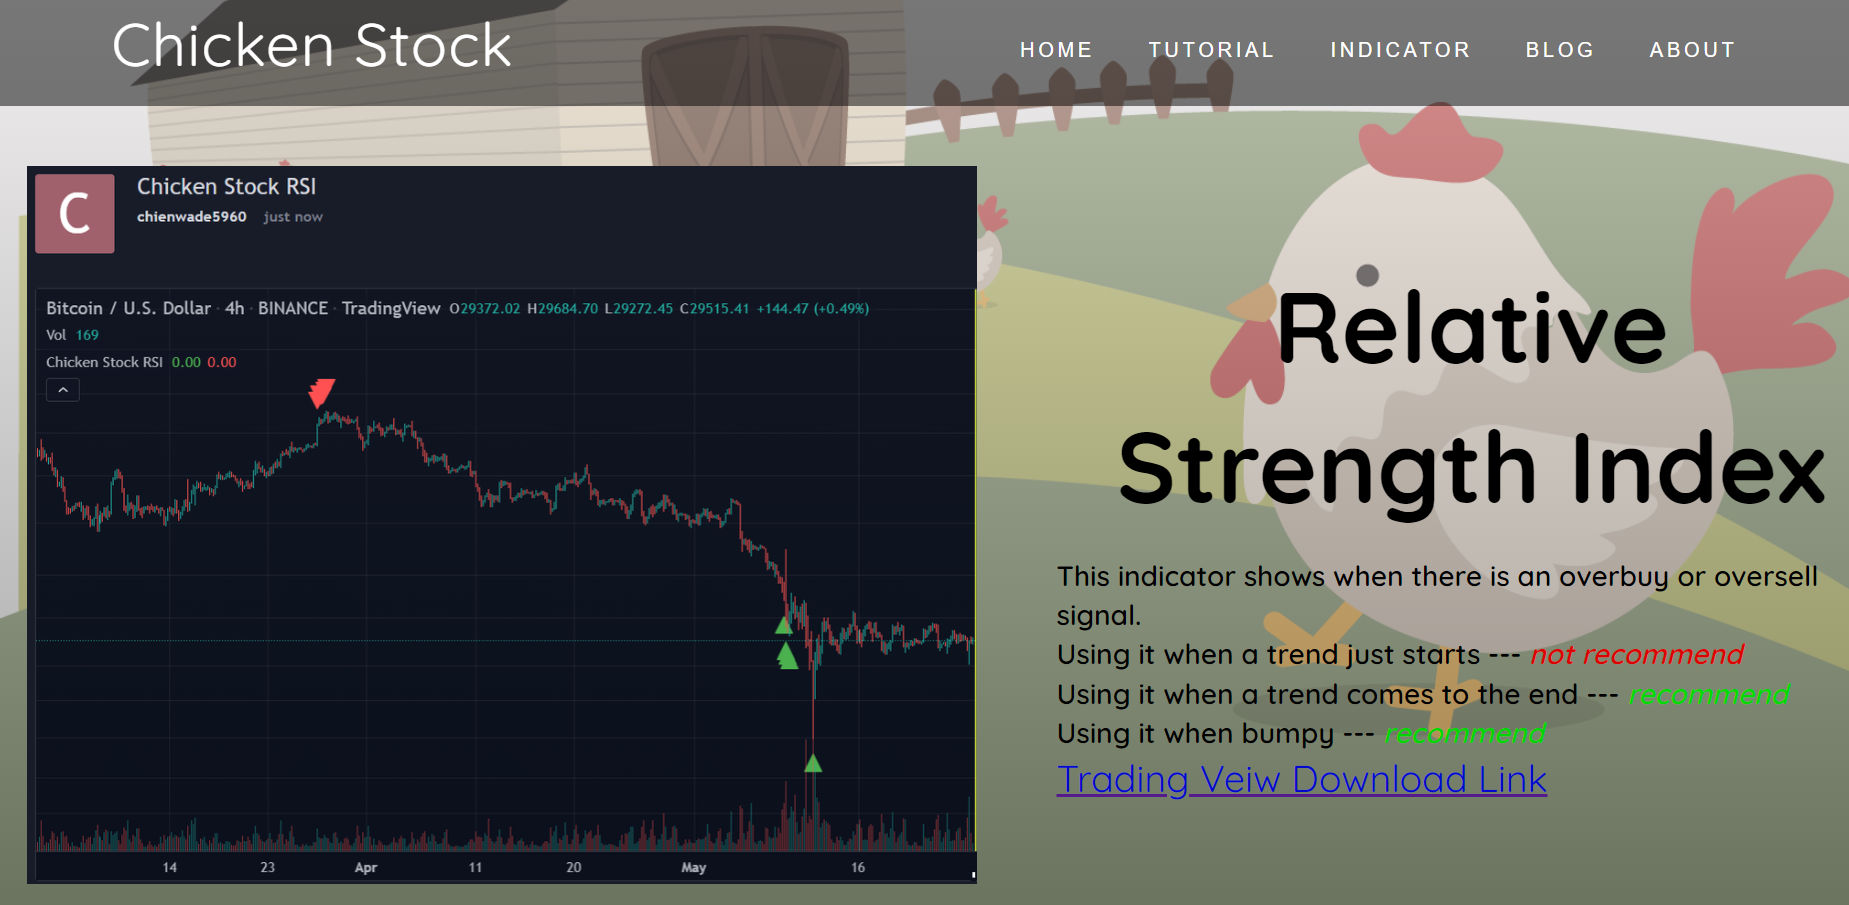 Chicken Stock
HOME TUTORIAL INDICATOR BLOG ABOUT
C
Chicken Stock RSI
chienwade5960 just now
Bitcoin / U.S. Dollar · 4h · BINANCE · TradingView O29372.02 H29684.70 L29272.45 C29515.41 +144.47 (+0.49%)
Vol 169
Chicken Stock RSI 0.00 0.00
14 23 Apr 11 20 May 16
Relative
Strength Index
This indicator shows when there is an overbuy or oversell
signal.
Using it when a trend just starts --- not recommend
Using it when a trend comes to the end --- recommend
Using it when bumpy --- recommend
Trading Veiw Download Link